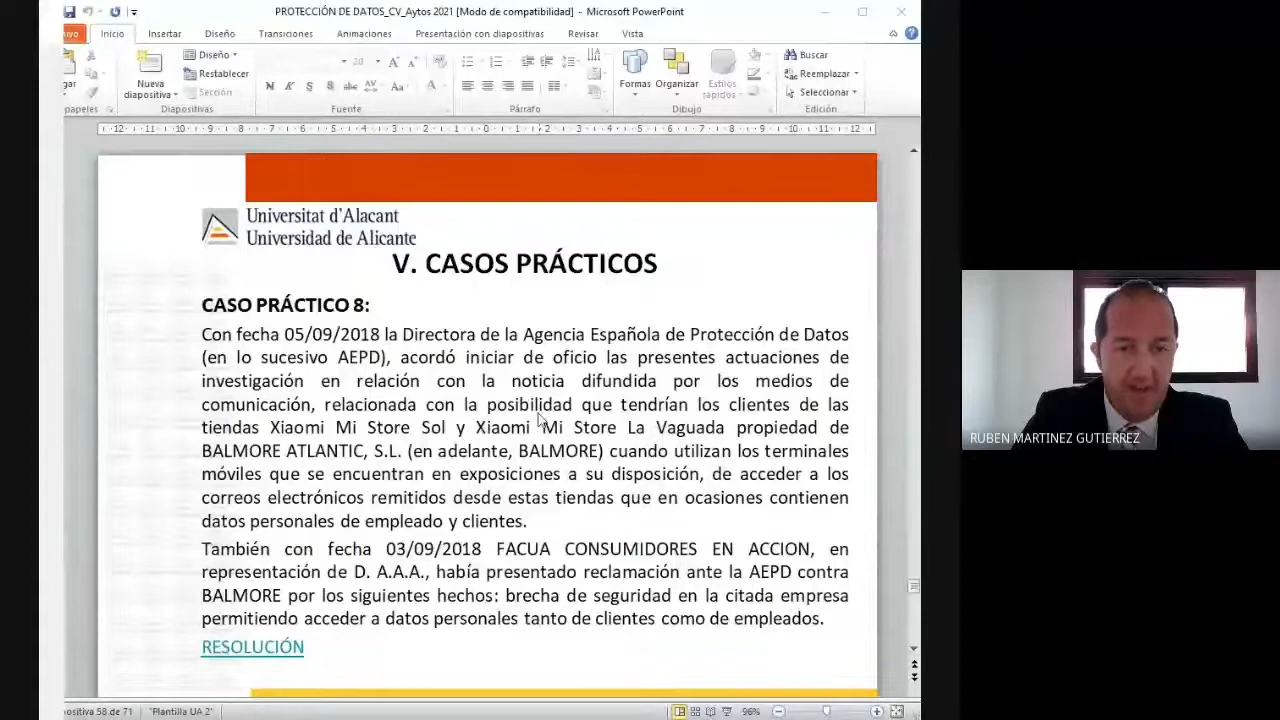 PROTECCIÓN DE DATOS_CV_Aytos 2021 [Modo de compatibilidad] - Microsoft PowerPoint
Inicio Insertar Diseño Transiciones Animaciones Presentación con diapositivas Revisar Vista
Nueva diapositiva
Diseño
Restablecer
Sección
Diapositivas
Fuente
Párrafo
Formas
Organizar
Estilos rápidos
Dibujo
Buscar
Reemplazar
Seleccionar
Edición
Universitat d'Alacant
Universidad de Alicante
V. CASOS PRÁCTICOS
CASO PRÁCTICO 8:
Con fecha 05/09/2018 la Directora de la Agencia Española de Protección de Datos
(en lo sucesivo AEPD), acordó iniciar de oficio las presentes actuaciones de
investigación en relación con la noticia difundida por los medios de
comunicación, relacionada con la posibilidad que tendrían los clientes de las
tiendas Xiaomi Mi Store Sol y Xiaomi Mi Store La Vaguada propiedad de
BALMORE ATLANTIC, S.L. (en adelante, BALMORE) cuando utilizan los terminales
móviles que se encuentran en exposiciones a su disposición, de acceder a los
correos electrónicos remitidos desde estas tiendas que en ocasiones contienen
datos personales de empleado y clientes.
También con fecha 03/09/2018 FACUA CONSUMIDORES EN ACCION, en
representación de D. A.A.A., había presentado reclamación ante la AEPD contra
BALMORE por los siguientes hechos: brecha de seguridad en la citada empresa
permitiendo acceder a datos personales tanto de clientes como de empleados.
RESOLUCIÓN
RUBEN MARTINEZ GUTIERREZ
58 de 71 "Plantilla UA 2" 96%